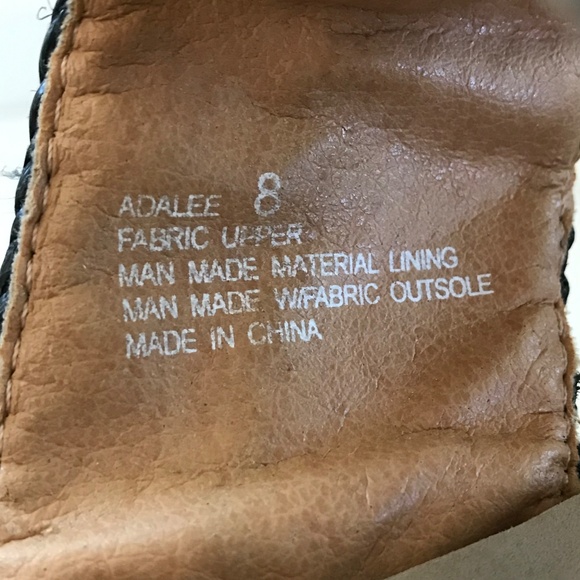 ADALEE 8
FABRIC UPPER
MAN MADE MATERIAL LINING
MAN MADE W/FABRIC OUTSOLE
MADE IN CHINA